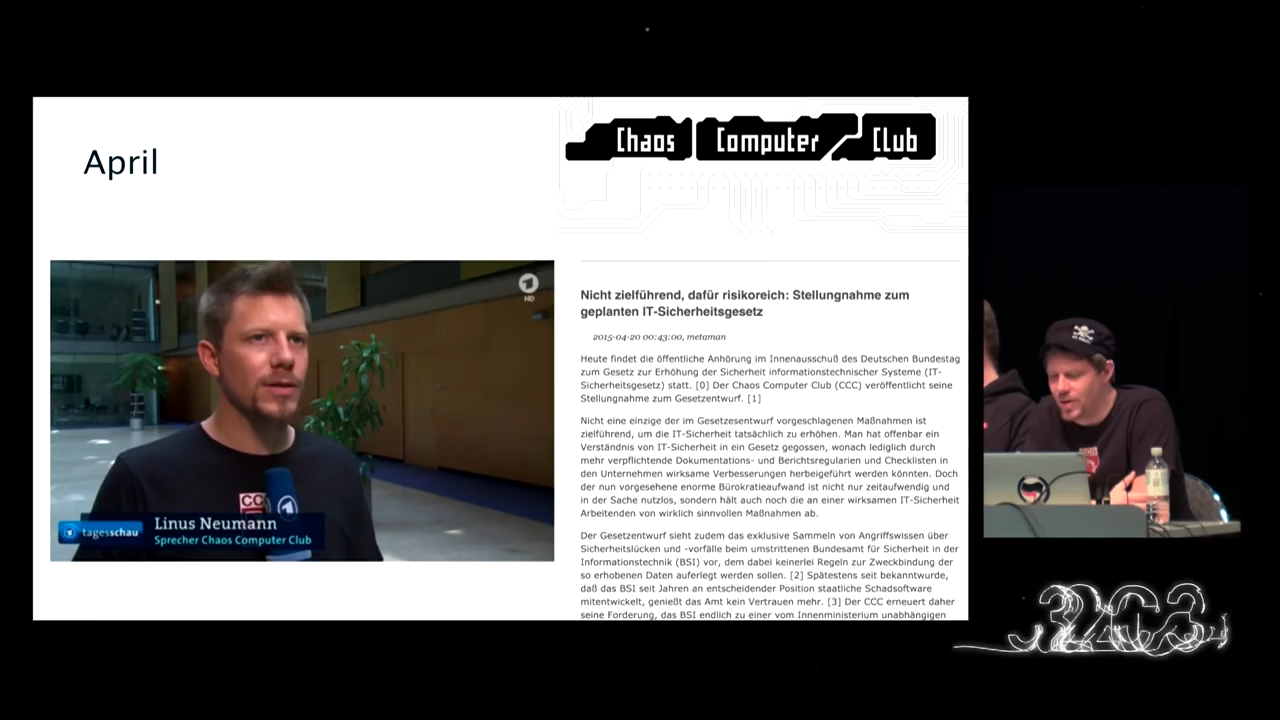 April
Chaos Computer Club
Nicht zielführend, dafür risikoreich: Stellungnahme zum
geplanten IT-Sicherheitsgesetz
2015-04-20 00:43:00, metaman
Heute findet die öffentliche Anhörung im Innenausschuß des Deutschen Bundestag
zum Gesetz zur Erhöhung der Sicherheit informationstechnischer Systeme (IT-
Sicherheitsgesetz) statt. [0] Der Chaos Computer Club (CCC) veröffentlicht seine
Stellungnahme zum Gesetzentwurf. [1]
Nicht eine einzige der im Gesetzesentwurf vorgeschlagenen Maßnahmen ist
zielführend, um die IT-Sicherheit tatsächlich zu erhöhen. Man hat offenbar ein
Verständnis von IT-Sicherheit in ein Gesetz gegossen, wonach lediglich durch
mehr verpflichtende Dokumentations- und Berichtsregularien und Checklisten in
den Unternehmen wirksame Verbesserungen herbeigeführt werden könnten. Doch
der nun vorgesehene enorme Bürokratieaufwand ist nicht nur zeitaufwendig und
in der Sache nutzlos, sondern hält auch noch die an einer wirksamen IT-Sicherheit
Arbeitenden von wirklich sinnvollen Maßnahmen ab.
Der Gesetzentwurf sieht zudem das exklusive Sammeln von Angriffswissen über
Sicherheitslücken und -vorfälle beim umstrittenen Bundesamt für Sicherheit in der
Informationstechnik (BSI) vor, dem dabei keinerlei Regeln zur Zweckbindung der
so erhobenen Daten auferlegt werden sollen. [2] Spätestens seit bekanntwurde,
daß das BSI seit Jahren an entscheidender Position staatliche Schadsoftware
mitentwickelt, genießt das Amt kein Vertrauen mehr. [3] Der CCC erneuert daher
seine Forderung, das BSI endlich zu einer vom Innenministerium unabhängigen
HD
CC
tagesschau
Linus Neumann
Sprecher Chaos Computer Club
32C3